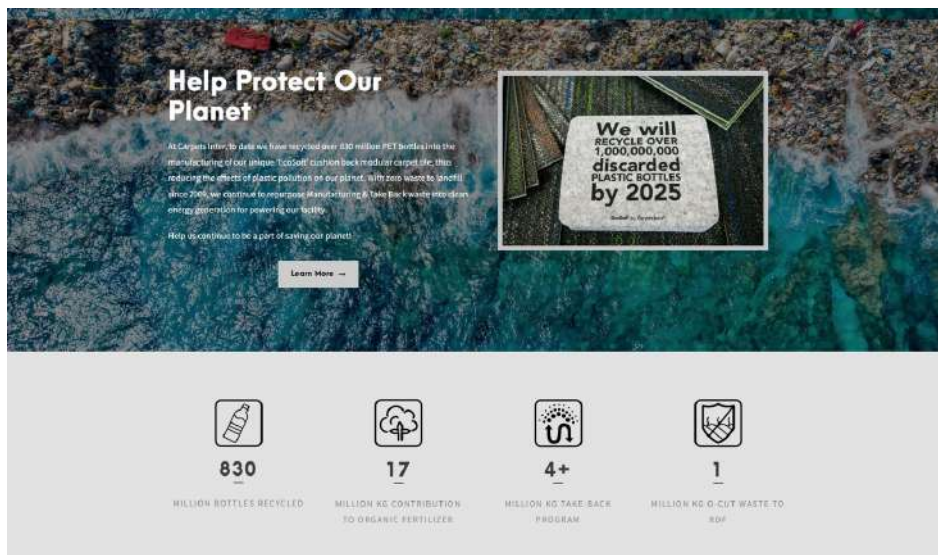 Help Protect Our
Planet
At Carpets Inter, to date we have recycled over 830 million PET bottles into the
manufacturing of our unique 'EcoSoft' cushion back modular carpet tile, thus
reducing the effects of plastic pollution on our planet. With zero waste to landfill
since 2009, we continue to repurpose Manufacturing & Take Back waste into clean
energy generation for powering our facility.
Help us continue to be a part of saving our planet!
Learn More →
We will
RECYCLE OVER
1,000,000,000
discarded
PLASTIC BOTTLES
by 2025
830
MILLION BOTTLES RECYCLED
17
MILLION KG CONTRIBUTION
TO ORGANIC FERTILIZER
4+
MILLION KG TAKE BACK
PROGRAM
1
MILLION KG O-CUT WASTE TO
RDF